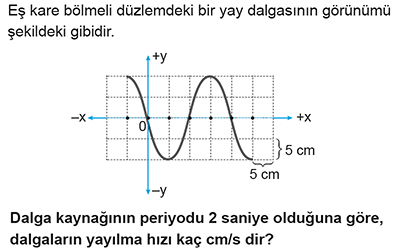 Eş kare bölmeli düzlemdeki bir yay dalgasının görünümü
şekildeki gibidir.
+y
–x
0
+x
5 cm
5 cm
–y
Dalga kaynağının periyodu 2 saniye olduğuna göre,
dalgaların yayılma hızı kaç cm/s dir?